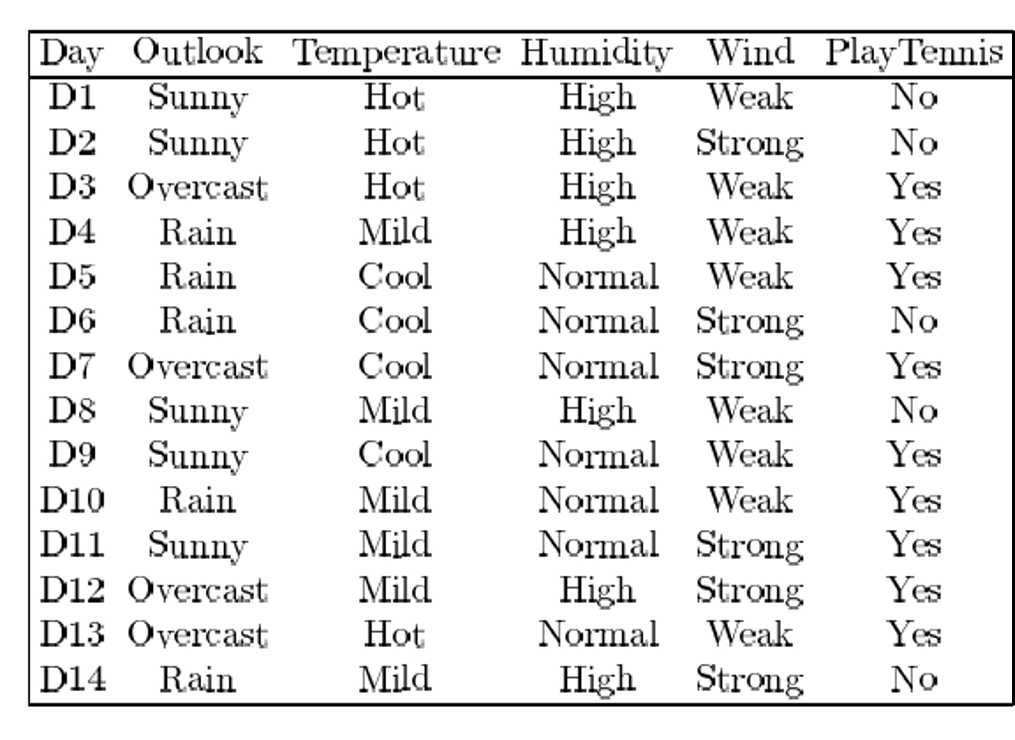 Day Outlook Temperature Humidity Wind PlayTennis
D1 Sunny Hot High Weak No
D2 Sunny Hot High Strong No
D3 Overcast Hot High Weak Yes
D4 Rain Mild High Weak Yes
D5 Rain Cool Normal Weak Yes
D6 Rain Cool Normal Strong No
D7 Overcast Cool Normal Strong Yes
D8 Sunny Mild High Weak No
D9 Sunny Cool Normal Weak Yes
D10 Rain Mild Normal Weak Yes
D11 Sunny Mild Normal Strong Yes
D12 Overcast Mild High Strong Yes
D13 Overcast Hot Normal Weak Yes
D14 Rain Mild High Strong No